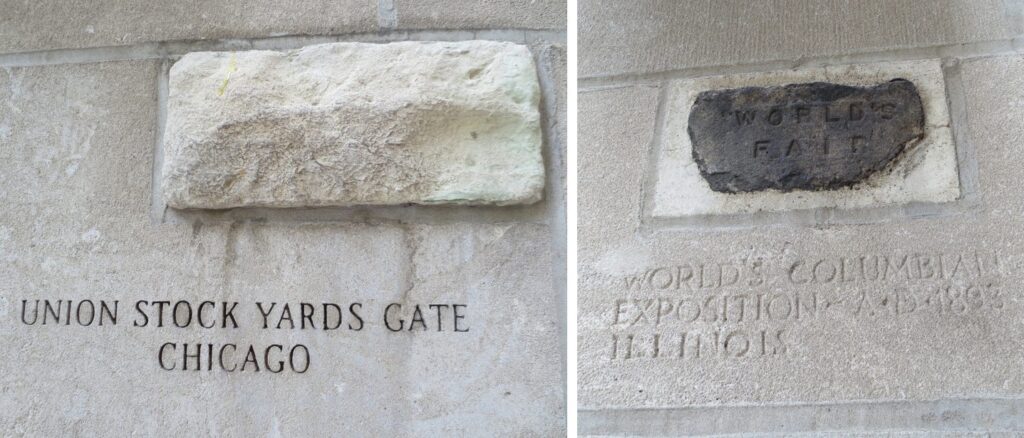 UNION STOCK YARDS GATE
CHICAGO
WORLD'S
FAIR
WORLD'S COLUMBIAN
EXPOSITION · A·D·1893
ILLINOIS